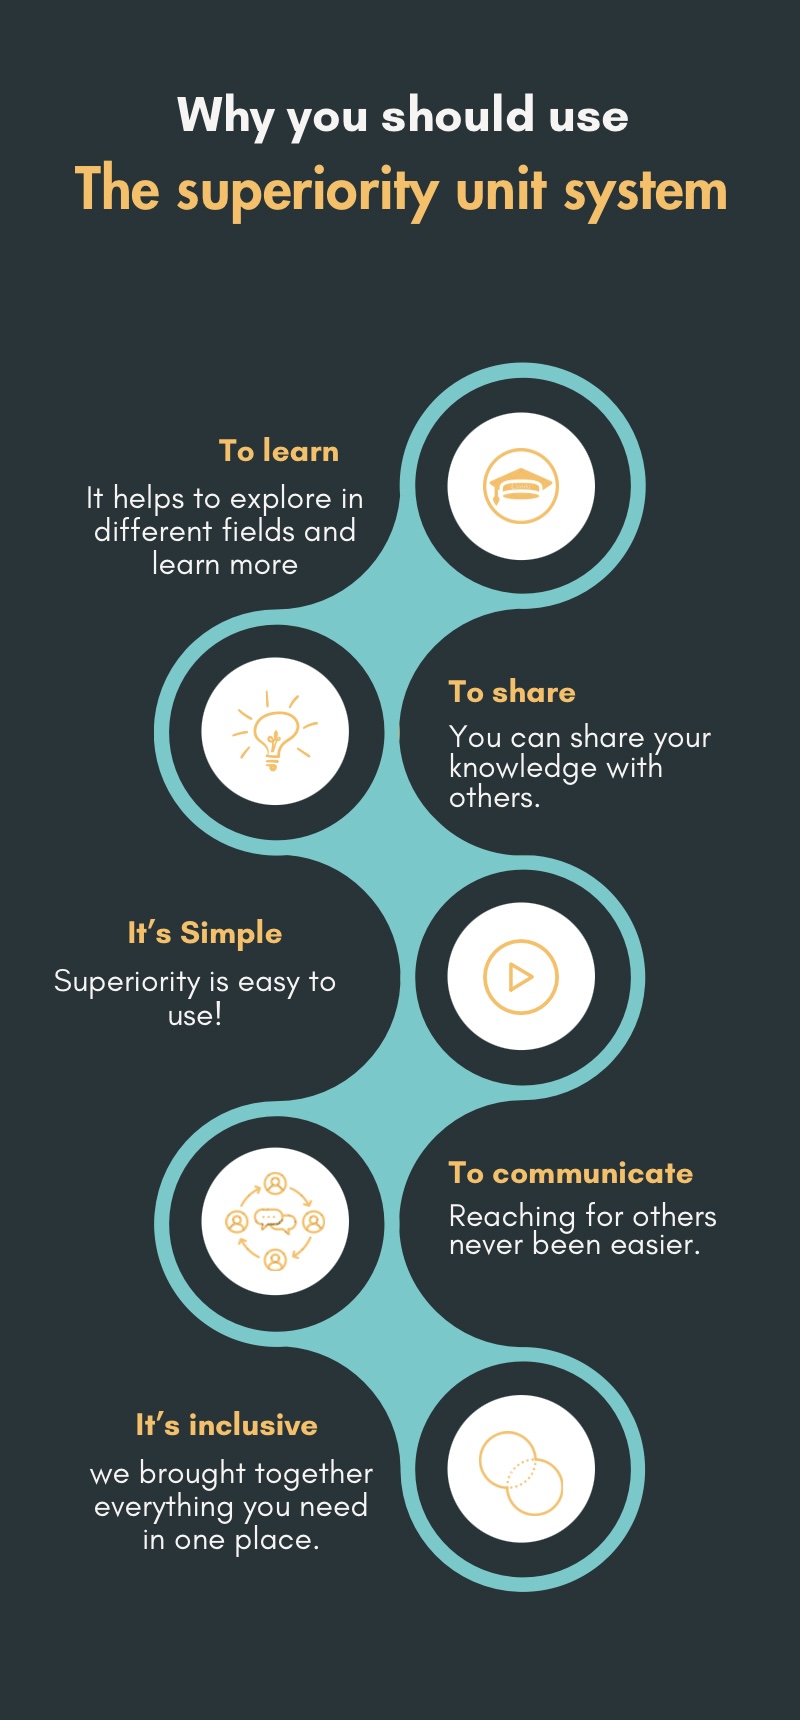 Why you should use
The superiority unit system
To learn
It helps to explore in
different fields and
learn more
To share
You can share your
knowledge with
others.
It's Simple
Superiority is easy to
use!
To communicate
Reaching for others
never been easier.
It's inclusive
we brought together
everything you need
in one place.